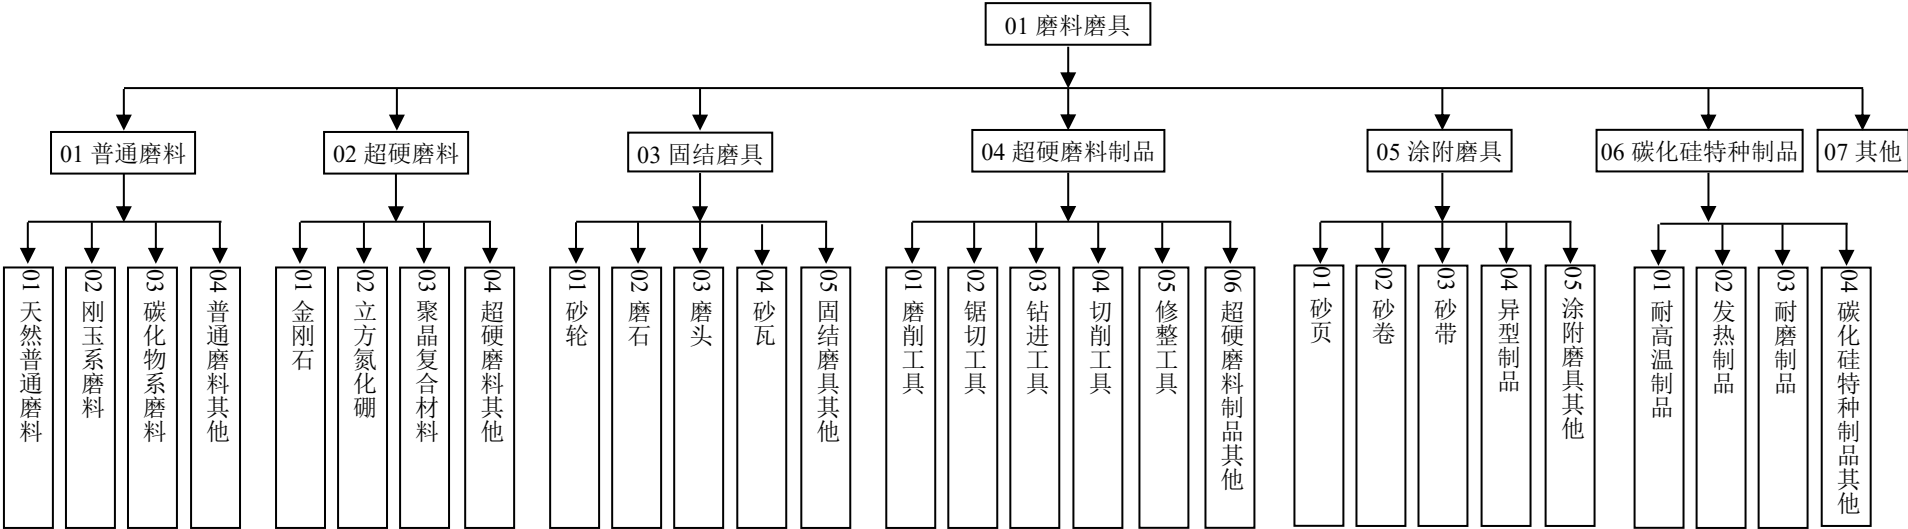 01 磨料磨具
01 普通磨料
02 超硬磨料
03 固结磨具
04 超硬磨料制品
05 涂附磨具
06 碳化硅特种制品
07 其他
01 天然普通磨料
02 刚玉系磨料
03 碳化物系磨料
04 普通磨料其他
01 金刚石
02 立方氮化硼
03 聚晶复合材料
04 超硬磨料其他
01 砂轮
02 磨石
03 磨头
04 砂瓦
05 固结磨具其他
01 磨削工具
02 锯切工具
03 钻进工具
04 切削工具
05 修整工具
06 超硬磨料制品其他
01 砂页
02 砂卷
03 砂带
04 异型制品
05 涂附磨具其他
01 耐高温制品
02 发热制品
03 耐磨制品
04 碳化硅特种制品其他